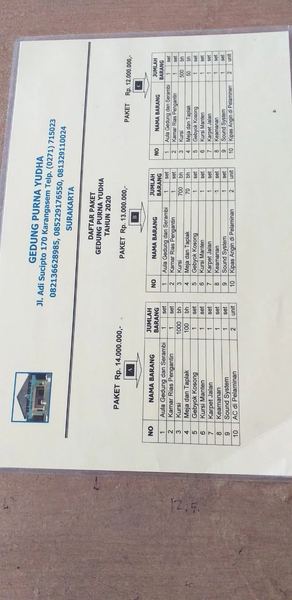 GEDUNG PURNA YUDHA
Jl. Adi Sucipto 170 Karangasem Telp. (0271) 715023
082136628985, 085229176550, 081329110024
SURAKARTA
DAFTAR PAKET
GEDUNG PURNA YUDHA
TAHUN 2020
PAKET Rp. 14.000.000,-
A
NO NAMA BARANG JUMLAH BARANG
1 Aula Gedung dan Serambi 1 set
2 Kamar Rias Pengantin 1 set
3 Kursi 1000 bh
4 Meja dan Taplak 100 bh
5 Gebyok Kosong 1 set
6 Kursi Manten 1 set
7 Karpet Jalan 1 set
8 Keamanan 1 set
9 Sound System 1 set
10 AC di Pelaminan 2 unit
PAKET Rp. 13.000.000,-
B
NO NAMA BARANG JUMLAH BARANG
1 Aula Gedung dan Serambi 1 set
2 Kamar Rias Pengantin 1 set
3 Kursi 700 bh
4 Meja dan Taplak 70 bh
5 Gebyok Kosong 1 set
6 Kursi Manten 1 set
7 Karpet Jalan 1 set
8 Keamanan 1 set
9 Sound System 1 set
10 Kipas Angin di Pelaminan 2 unit
PAKET Rp. 12.000.000,-
C
NO NAMA BARANG JUMLAH BARANG
1 Aula Gedung dan Serambi 1 set
2 Kamar Rias Pengantin 1 set
3 Kursi 500 bh
4 Meja dan Taplak 50 bh
5 Gebyok Kosong 1 set
6 Kursi Manten 1 set
7 Karpet Jalan 1 set
8 Keamanan 1 set
9 Sound System 1 set
10 Kipas Angin di Pelaminan 2 unit